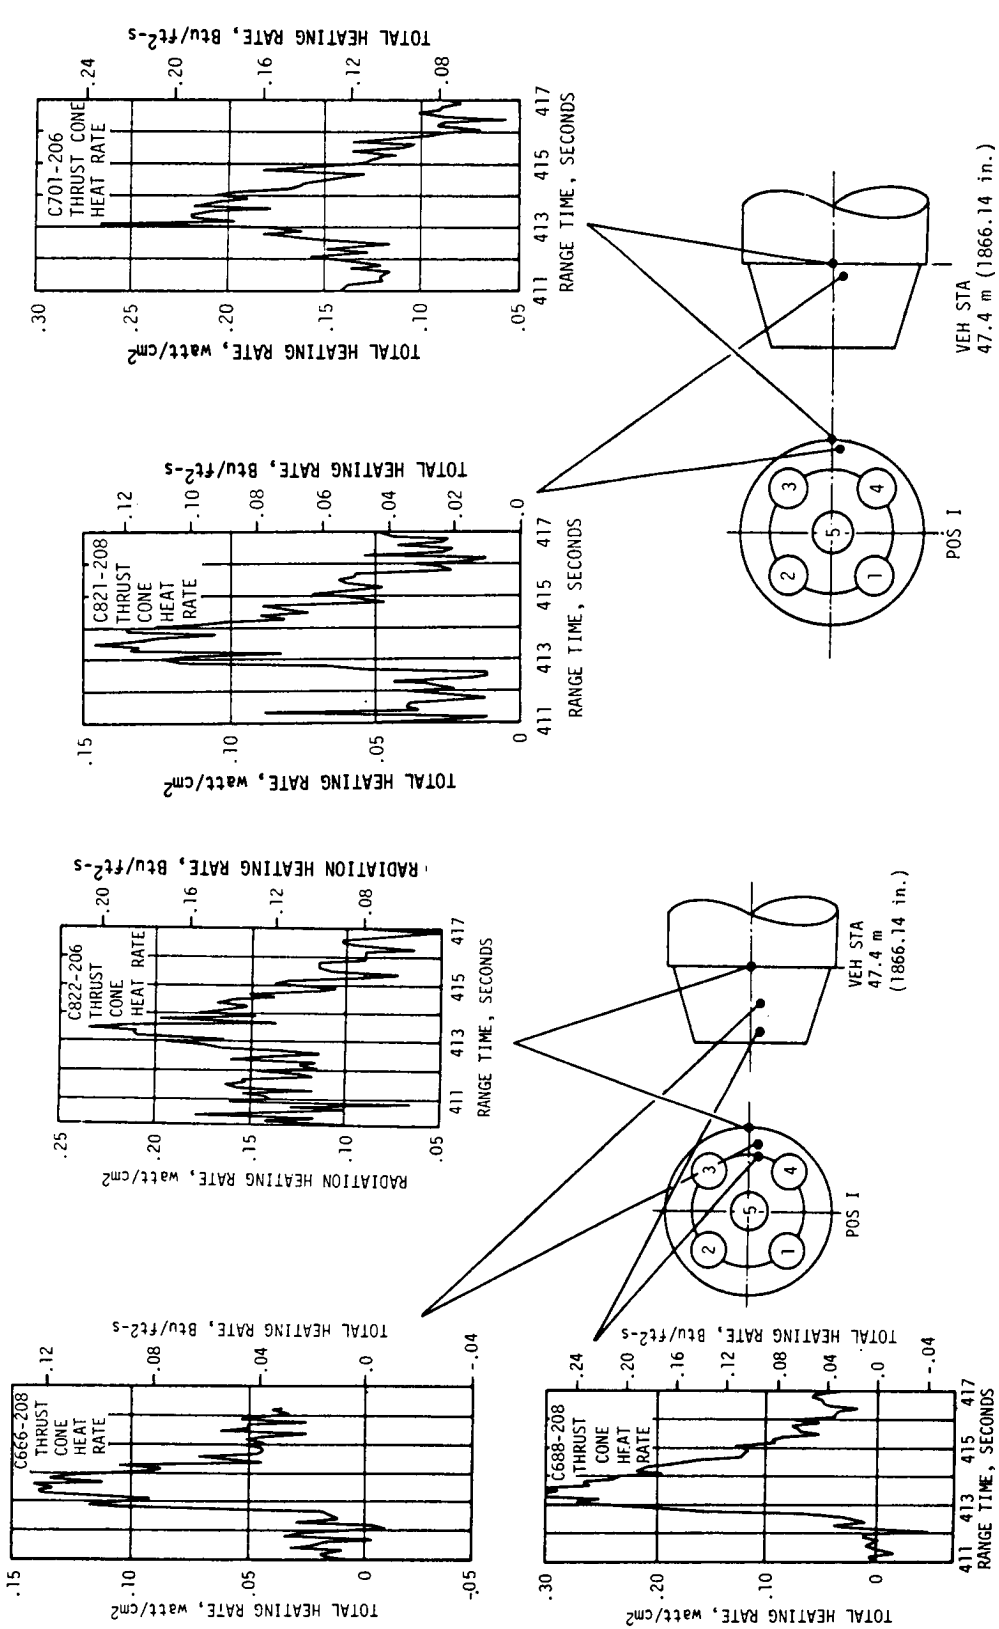 C701-206
THRUST CONE
HEAT RATE
TOTAL HEATING RATE, watt/cm2
.30
.25
.20
.15
.10
.05
TOTAL HEATING RATE, Btu/ft2-s
.24
.20
.16
.12
.08
411
413
415
417
RANGE TIME, SECONDS
C821-208
THRUST
CONE
HEAT
RATE
TOTAL HEATING RATE, watt/cm2
.15
.10
.05
0
TOTAL HEATING RATE, Btu/ft2-s
.12
.10
.08
.06
.04
.02
.0
411
413
415
417
RANGE TIME, SECONDS
2
3
5
1
4
POS I
VEH STA
47.4 m (1866.14 in.)
C822-206
THRUST
CONE
HEAT RATE
RADIATION HEATING RATE, watt/cm2
.25
.20
.15
.10
.05
RADIATION HEATING RATE, Btu/ft2-s
.20
.16
.12
.08
411
413
415
417
RANGE TIME, SECONDS
C666-208
THRUST
CONE
HEAT
RATE
TOTAL HEATING RATE, watt/cm2
.15
.10
.05
0
-.05
TOTAL HEATING RATE, Btu/ft2-s
.12
.08
.04
.0
-.04
2
3
5
1
4
POS I
VEH STA
47.4 m
(1866.14 in.)
C688-208
THRUST
CONE
HEAT
RATE
TOTAL HEATING RATE, watt/cm2
.30
.20
.10
0
TOTAL HEATING RATE, Btu/ft2-s
.24
.20
.16
.12
.08
.04
.0
-.04
411
413
415
417
RANGE TIME, SECONDS